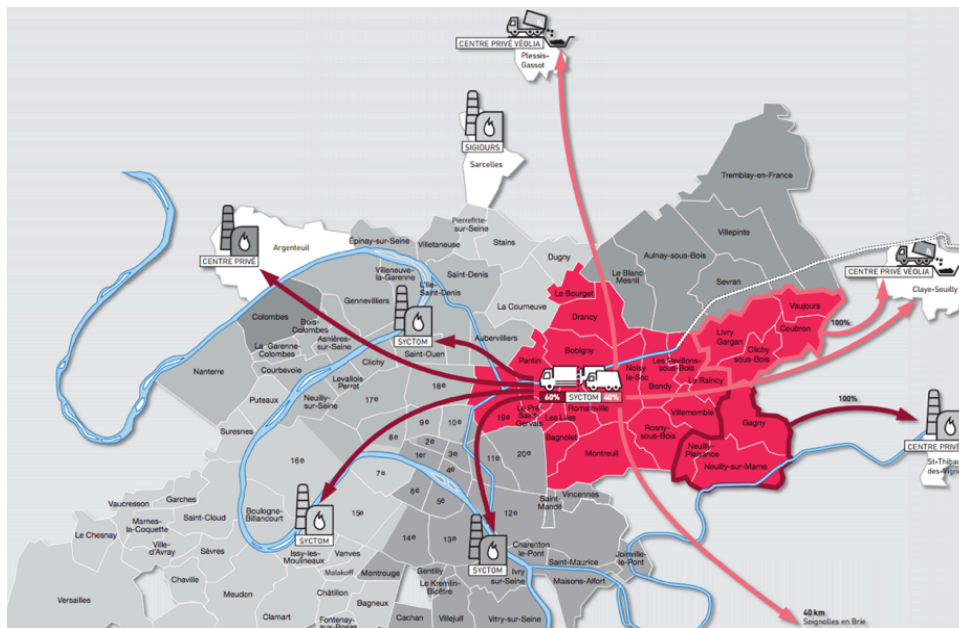 CENTRE PRIVÉ VÉOLIA
Plessis-
Gassot
SIGIDURS
Sarcelles
Tremblay-en-France
Pierrefitte-
sur-Seine
Argenteuil
Épinay-sur-Seine
Villetaneuse
Stains
Villepinte
CENTRE PRIVÉ
Dugny
Aulnay-sous-Bois
CENTRE PRIVÉ VÉOLIA
Villeneuve-
la-Garenne
Saint-Denis
Le Blanc-
Mesnil
Sevran
Claye-Souilly
L'Ile-
Saint-Denis
Le Bourget
Gennevilliers
La Courneuve
Vaujours
Colombes
Bois-
Colombes
Drancy
Livry
Gargan
Coubron
100%
Asnières-
sur-Seine
SYCTOM
Aubervilliers
La Garenne-
Colombes
Saint-Ouen
Pantin
Bobigny
Clichy
sous-Bois
Nanterre
Courbevoie
Clichy
Noisy
le-Sec
Les Pavillons-
sous-Bois
Levallois-
Perret
18e
Bondy
Le Raincy
Puteaux
Neuilly-
sur-Seine
17e
60%
SYCTOM
40%
19e
Le Pré
Saint
Gervais
Romainville
Les Lilas
Villemomble
100%
Suresnes
9e
10e
Rosny-
sous-Bois
Gagny
8e
2e
Bagnolet
1er
3e
11e
20e
Montreuil
Neuilly-
Plaisance
CENTRE PRIVÉ
16e
7e
4e
Neuilly-sur-Marne
St-Thibau
des-Vign
6e
5e
Vincennes
Saint-
Mandé
Vaucresson
Garches
12e
Marnes-
la-Coquette
Saint-Cloud
Boulogne-
Billancourt
15e
Le Chesnay
Ville-
d'Avray
SYCTOM
14e
13e
Charenton
le-Pont
Sèvres
Issy-les-
Moulineaux
Vanves
SYCTOM
Saint-Maurice
Joinville-
le-Pont
Chaville
Malakoff
Montrouge
Gentilly
Ivry
sur-Seine
Maisons-Alfort
Versailles
Meudon
Châtillon
Le Kremlin-
Bicêtre
Bagneux
Clamart
Fontenay-
aux-Roses
Cachan
Villejuif
Vitry-sur-Seine
40 km
Soignolles en Brie